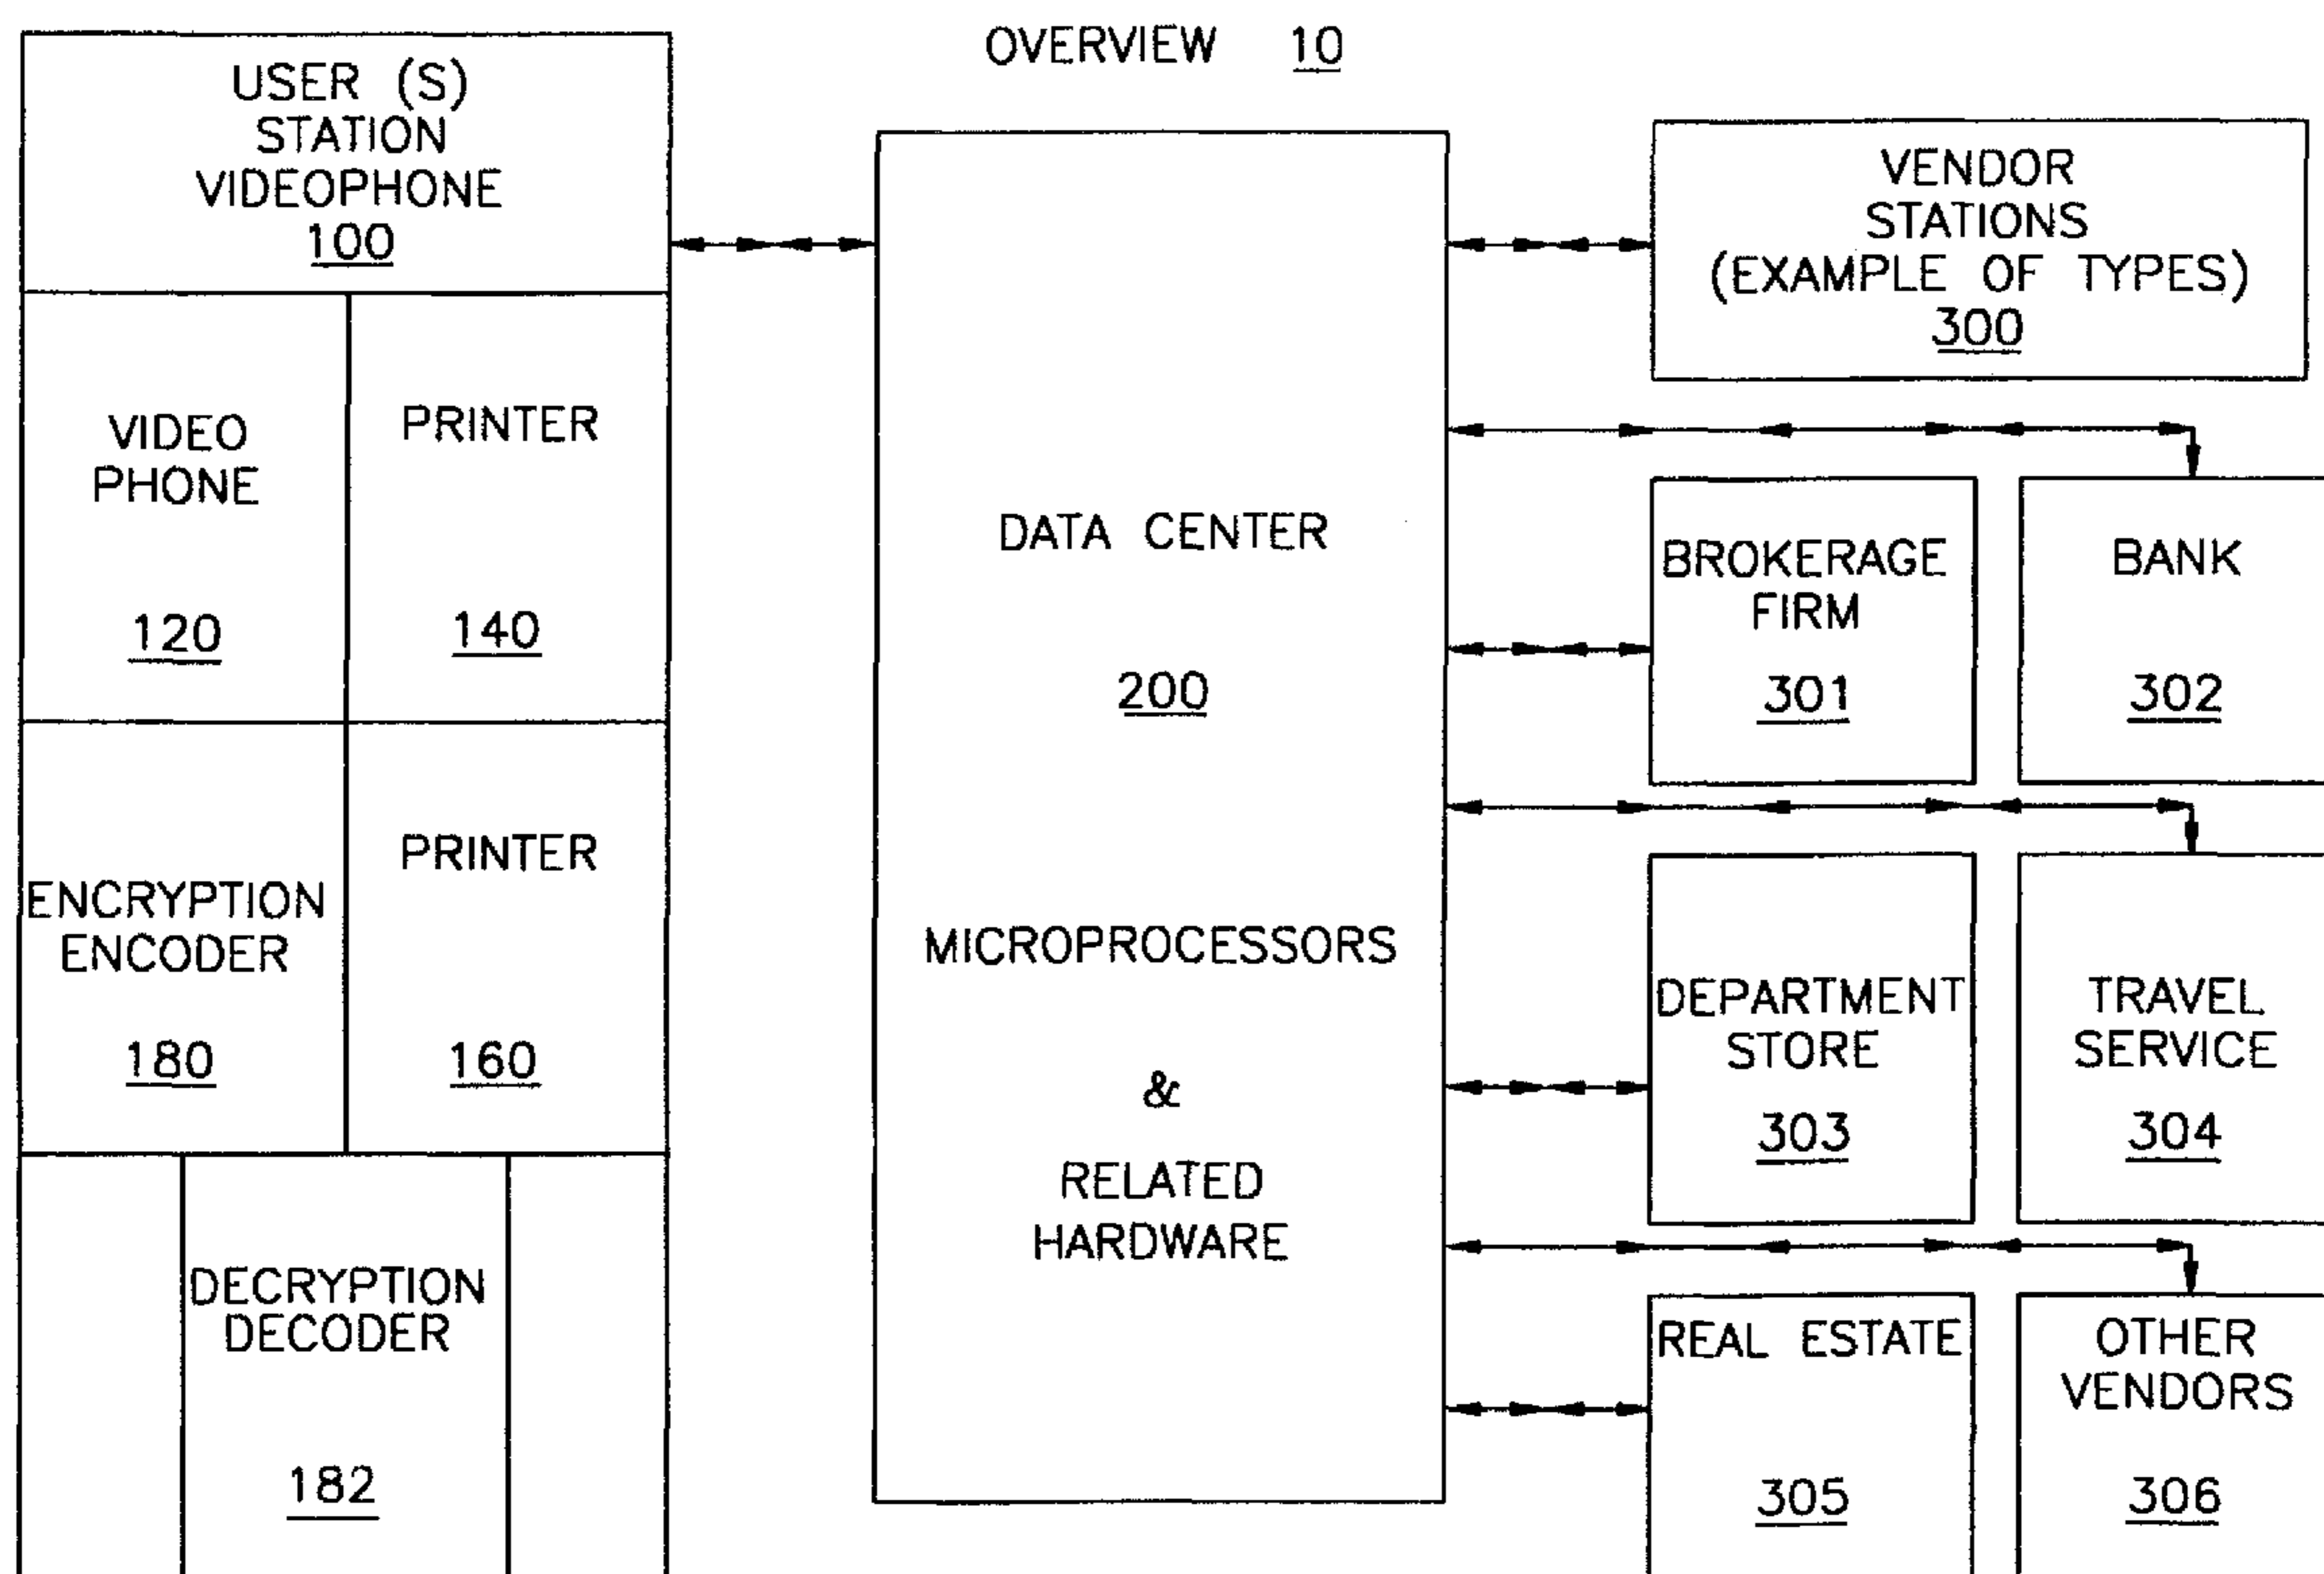 OVERVIEW 10
USER (S)
STATION
VIDEOPHONE
100
VIDEO
PHONE
120
PRINTER
140
ENCRYPTION
ENCODER
180
PRINTER
160
DECRYPTION
DECODER
182
DATA CENTER
200
MICROPROCESSORS
&
RELATED
HARDWARE
VENDOR
STATIONS
(EXAMPLE OF TYPES)
300
BROKERAGE
FIRM
301
BANK
302
DEPARTMENT
STORE
303
TRAVEL
SERVICE
304
REAL ESTATE
305
OTHER
VENDORS
306